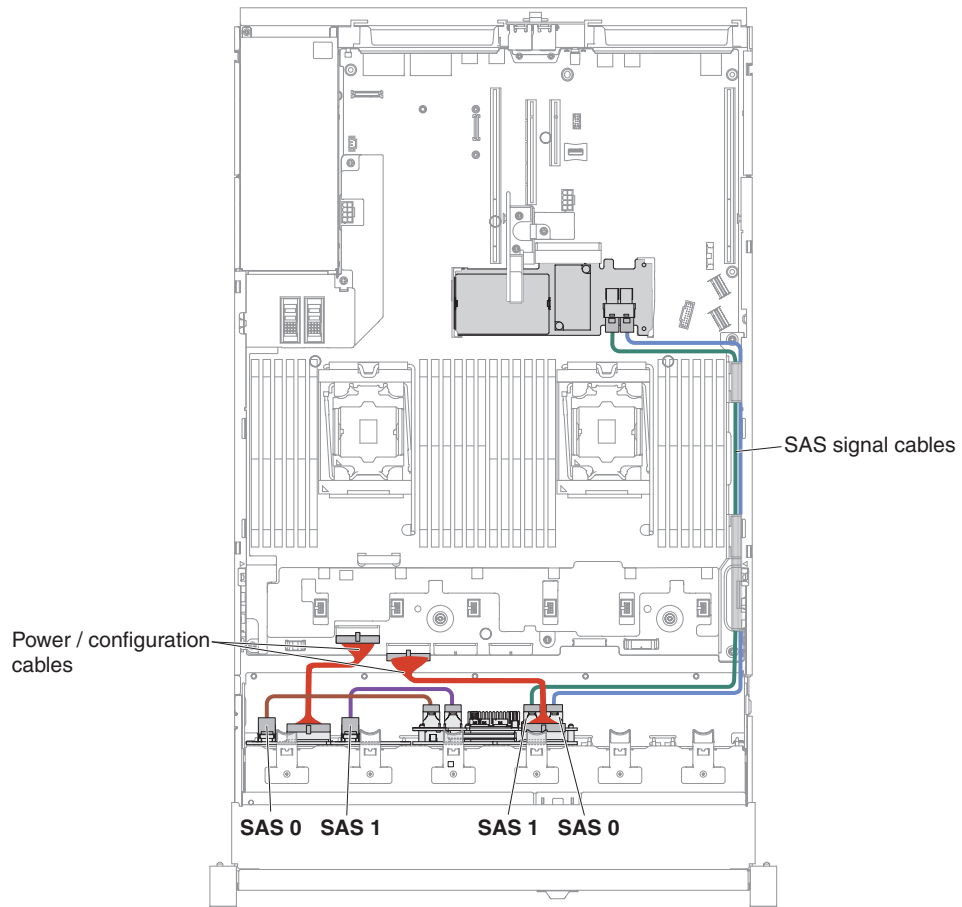 SAS signal cables
Power / configuration
cables
SAS 0 SAS 1 SAS 1 SAS 0